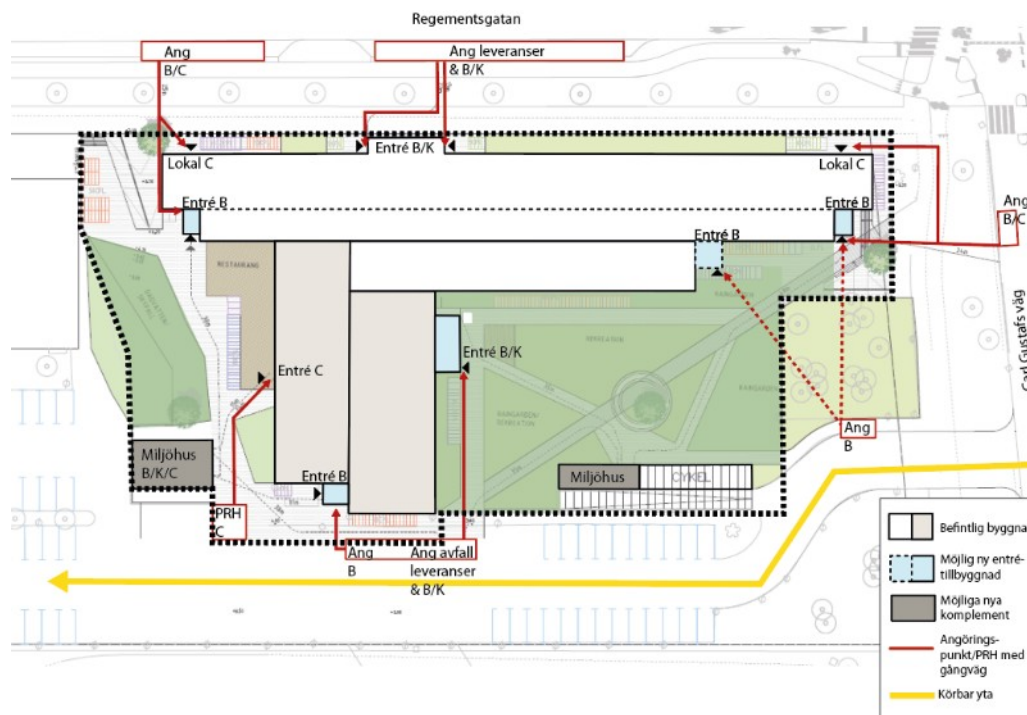 Regementsgatan
Ang
B/C
Ang leveranser
& B/K
Entré B/K
Lokal C
Lokal C
Entré B
Entré B
Entré B
Ang
B/C
RESTAURANG
Entré B/K
Entré C
Carl Gustafs väg
Ang
B
Miljöhus
B/K/C
Miljöhus
CYKEL
Entré B
PRH
C
Ang
B
Ang avfall
leveranser
& B/K
Befintlig byggna
Möjlig ny entré-
tillbyggnad
Möjliga nya
komplement
Angörings-
punkt/PRH med
gångväg
Körbar yta